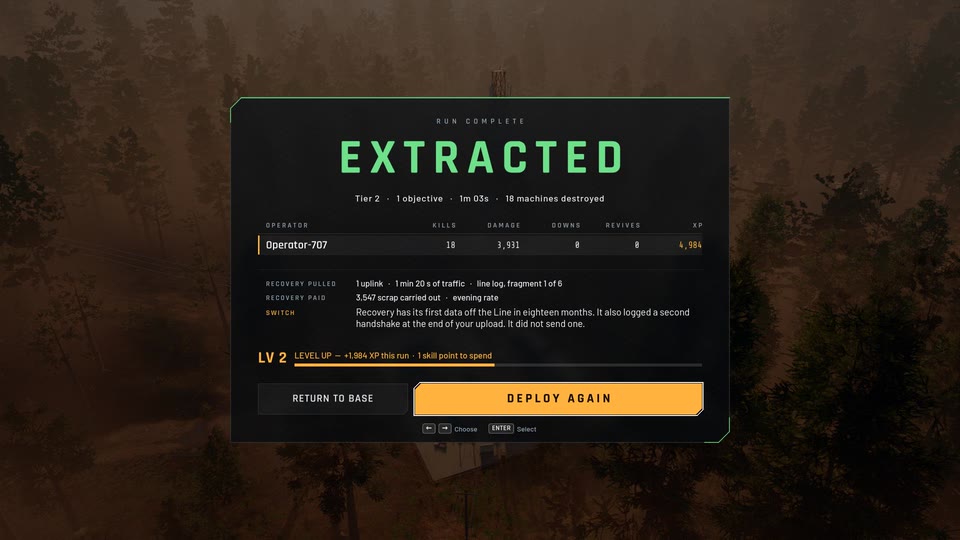 RUN COMPLETE
EXTRACTED
Tier 2 · 1 objective · 1m 03s · 18 machines destroyed
OPERATOR KILLS DAMAGE DOWNS REVIVES XP
Operator-707 18 3,931 0 0 4,984
RECOVERY PULLED 1 uplink · 1 min 20 s of traffic · line log, fragment 1 of 6
RECOVERY PAID 3,547 scrap carried out · evening rate
SWITCH Recovery has its first data off the Line in eighteen months. It also logged a second
handshake at the end of your upload. It did not send one.
LV 2 LEVEL UP — +1,984 XP this run · 1 skill point to spend
RETURN TO BASE DEPLOY AGAIN
← → Choose ENTER Select